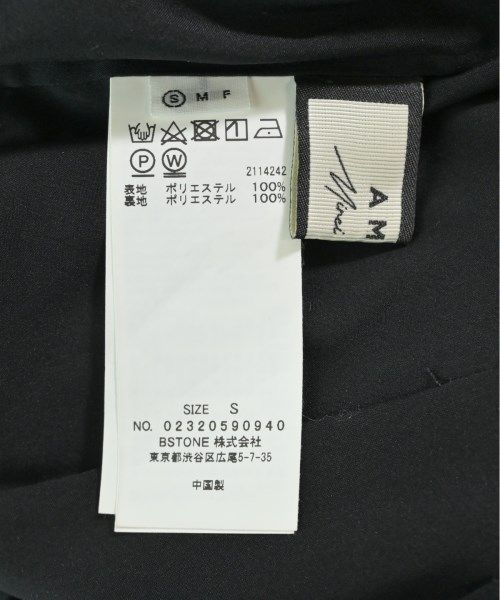 S M F
2114242
表地 ポリエステル 100%
裏地 ポリエステル 100%
AM
SIZE S
NO. 02320590940
BSTONE 株式会社
東京都渋谷区広尾5-7-35
中国製